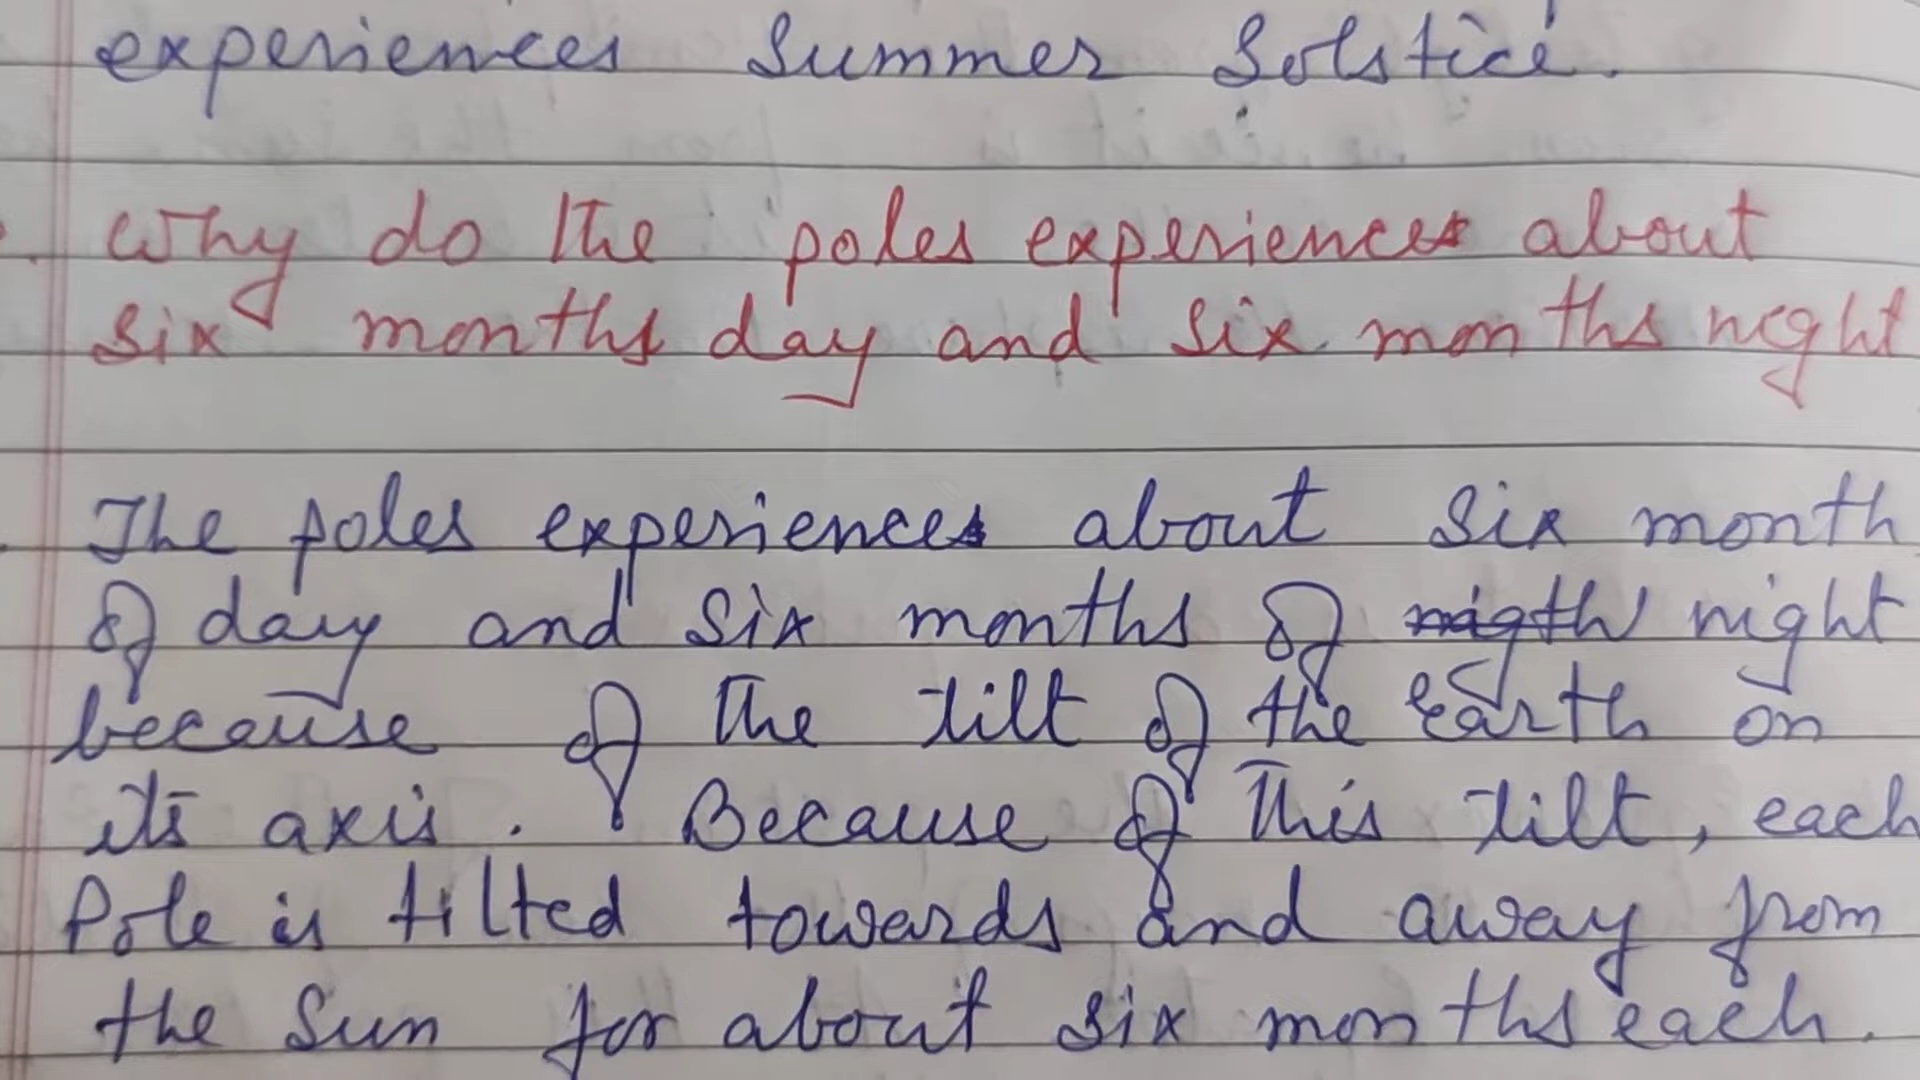 experiences Summer Solstice.
Why do the poles experience about
six months day and six months night
The poles experience about six month
of day and six months of night
because of the tilt of the Earth on
its axis. Because of this tilt, each
Pole is tilted towards and away from
the Sun for about six months each.